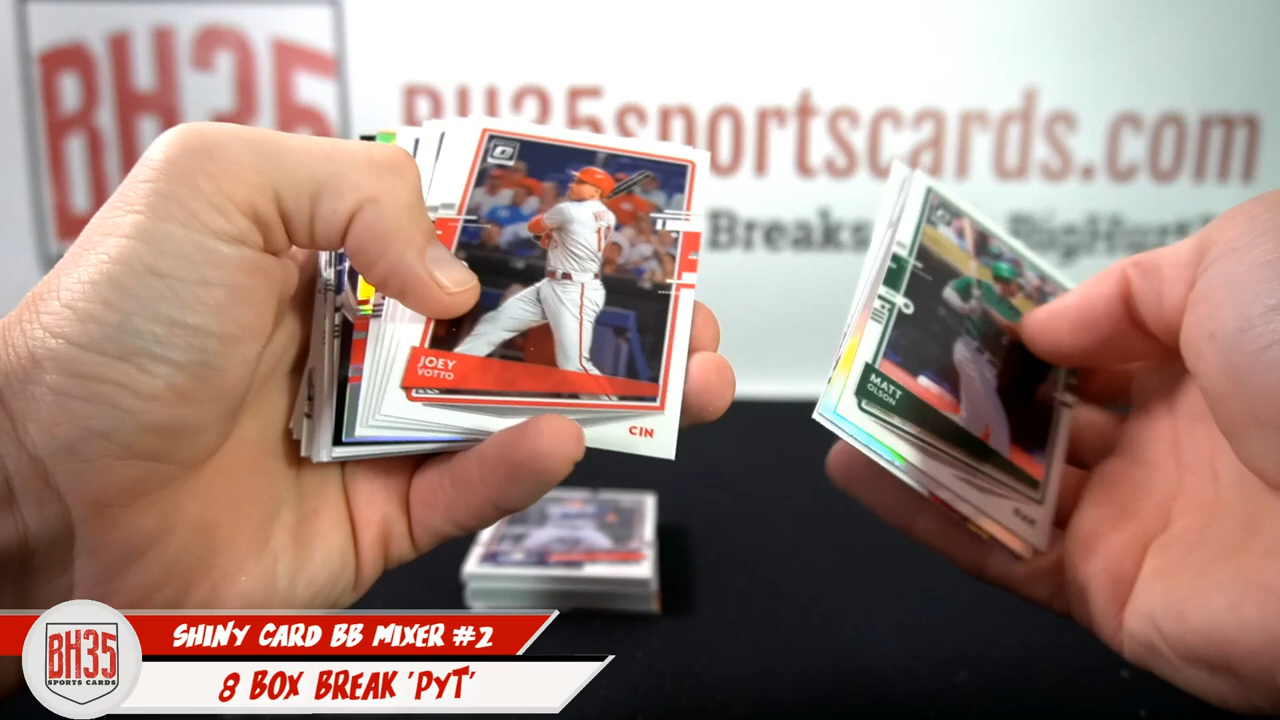 BH35
BH35sportscards.com
Breaks
JOEY
VOTTO
CIN
MATT
OLSON
OAK
BH35
SPORTS CARDS
SHINY CARD BB MIXER #2
8 BOX BREAK 'PYT'